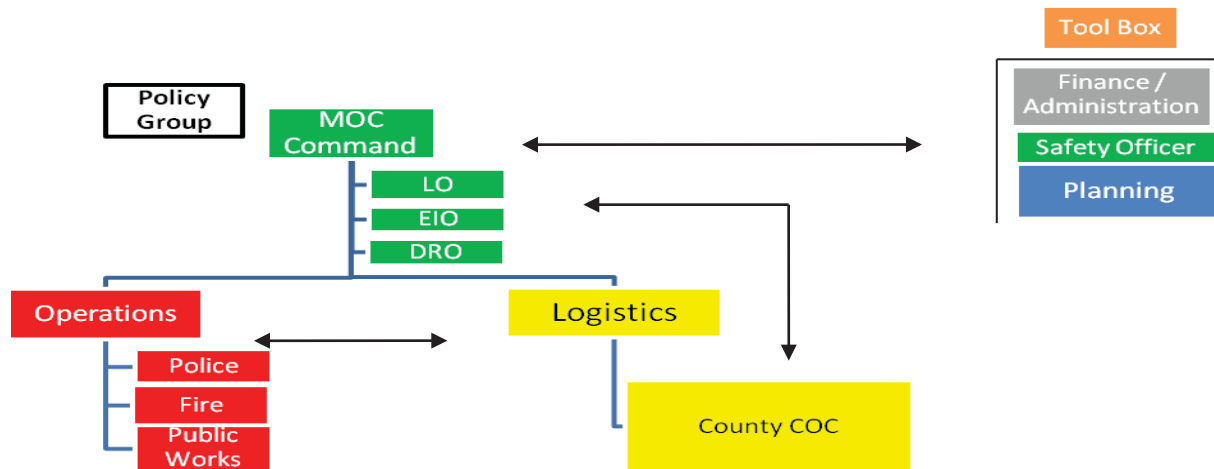 Tool Box
Policy
Group
Finance /
Administration
MOC
Command
Safety Officer
LO
Planning
EIO
DRO
Operations
Logistics
Police
Fire
Public
Works
County COC